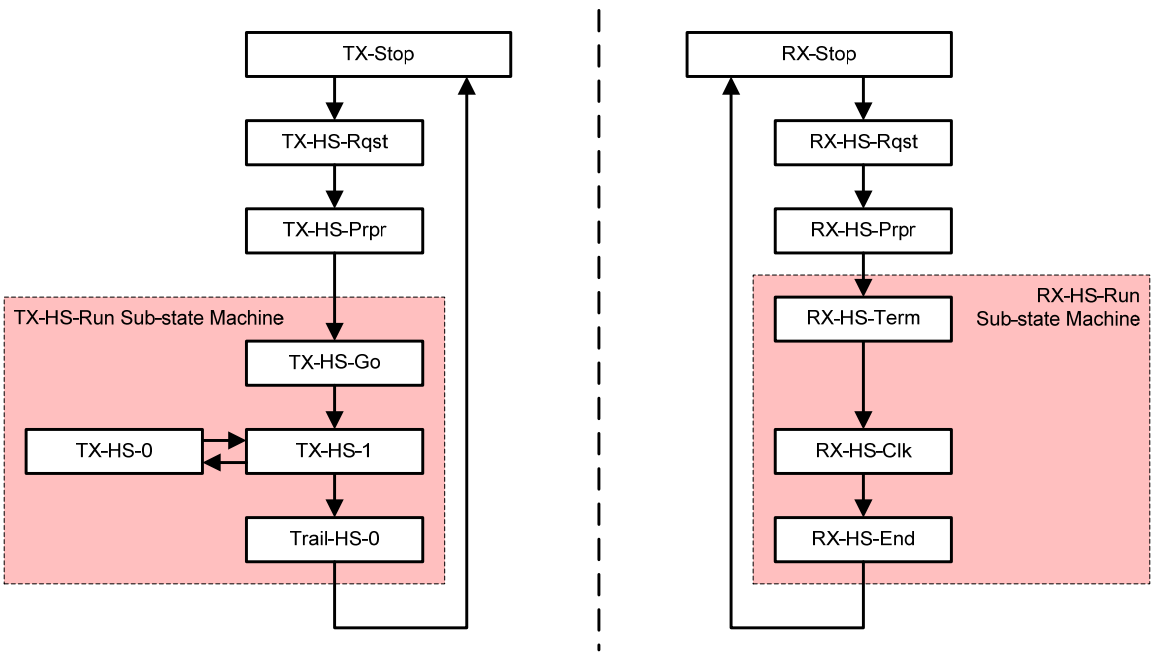 TX-Stop
TX-HS-Rqst
TX-HS-Prpr
TX-HS-Run Sub-state Machine
TX-HS-Go
TX-HS-0
TX-HS-1
Trail-HS-0
RX-Stop
RX-HS-Rqst
RX-HS-Prpr
RX-HS-Run
Sub-state Machine
RX-HS-Term
RX-HS-Clk
RX-HS-End